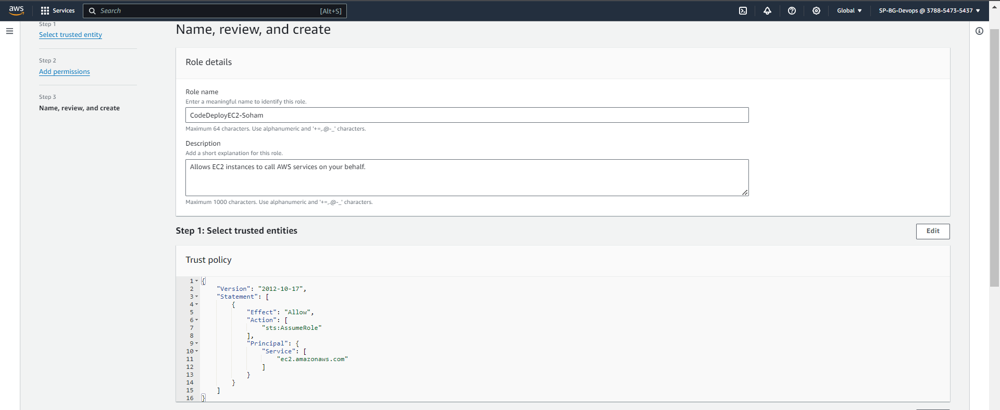 aws Services Search [Alt+S] Global SP-BG-Devops @ 3788-5473-5437
Step 1
Select trusted entity
Step 2
Add permissions
Step 3
Name, review, and create
Name, review, and create
Role details
Role name
Enter a meaningful name to identify this role.
CodeDeployEC2-Soham
Maximum 64 characters. Use alphanumeric and '+=,.@-_' characters.
Description
Add a short explanation for this role.
Allows EC2 instances to call AWS services on your behalf.
Maximum 1000 characters. Use alphanumeric and '+=,.@-_' characters.
Step 1: Select trusted entities
Edit
Trust policy
1 {
2     "Version": "2012-10-17",
3     "Statement": [
4         {
5             "Effect": "Allow",
6             "Action": [
7                 "sts:AssumeRole"
8             ],
9             "Principal": {
10                 "Service": [
11                     "ec2.amazonaws.com"
12                 ]
13             }
14         }
15     ]
16 }